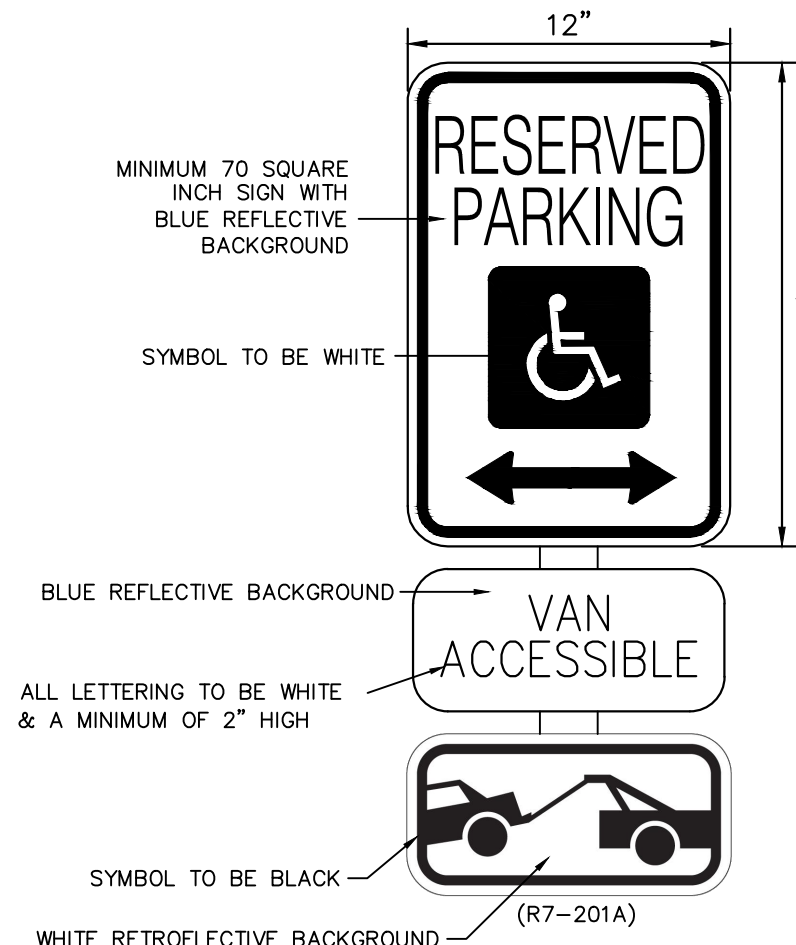 12”
RESERVED
PARKING
MINIMUM 70 SQUARE
INCH SIGN WITH
BLUE REFLECTIVE
BACKGROUND
SYMBOL TO BE WHITE
BLUE REFLECTIVE BACKGROUND
VAN
ACCESSIBLE
ALL LETTERING TO BE WHITE
& A MINIMUM OF 2” HIGH
SYMBOL TO BE BLACK
(R7-201A)
WHITE RETROFLECTIVE BACKGROUND